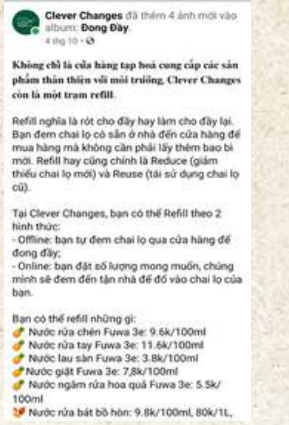 Clever Changes đã thêm 4 ảnh mới vào
album: Đong Đầy.
4 thg 10 ·
Không chỉ là cửa hàng tạp hoá cung cấp các sản
phẩm thân thiện với môi trường, Clever Changes
còn là một trạm refill.
Refill nghĩa là rót cho đầy hay làm cho đầy lại.
Bạn đem chai lọ có sẵn ở nhà đến cửa hàng để
mua hàng mà không cần phải lấy thêm bao bì
mới. Refill hay cũng chính là Reduce (giảm
thiểu chai lọ mới) và Reuse (tái sử dụng chai lọ
cũ).
Tại Clever Changes, bạn có thể Refill theo 2
hình thức:
- Offline: bạn tự đem chai lọ qua cửa hàng để
đong đầy;
- Online: bạn đặt số lượng mong muốn, chúng
mình sẽ đem đến tận nhà để đổ vào chai lọ của
bạn.
Bạn có thể refill những gì:
Nước rửa chén Fuwa 3e: 9.6k/100ml
Nước rửa tay Fuwa 3e: 11.6k/100ml
Nước lau sàn Fuwa 3e: 3.8k/100ml
Nước giặt Fuwa 3e: 7,8k/100ml
Nước ngâm rửa hoa quả Fuwa 3e: 5.5k/
100ml
Nước rửa bát bồ hòn: 9.8k/100ml, 80k/1L,